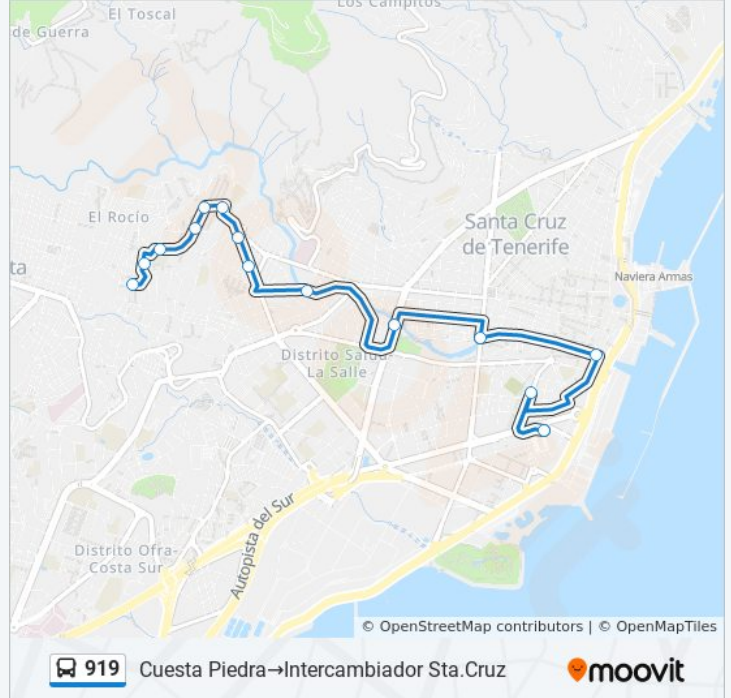 Los Campitos
El Toscal
de Guerra
El Rocío
Santa Cruz
de Tenerife
ta
Naviera Armas
Distrito Salud-
La Salle
Autopista del Sur
Distrito Ofra-
Costa Sur
© OpenStreetMap contributors | © OpenMapTiles
919 Cuesta Piedra→Intercambiador Sta.Cruz
moovit